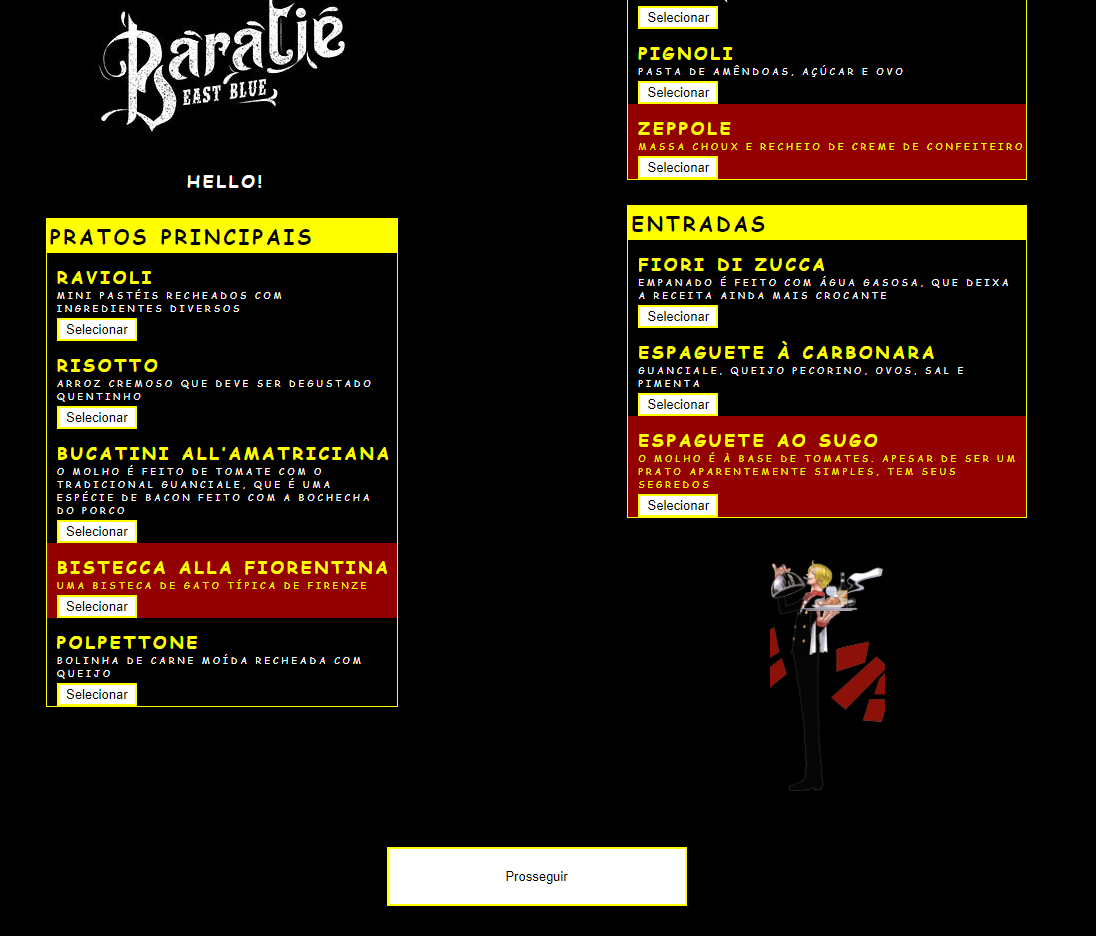 Baratie
EAST BLUE
HELLO!
PRATOS PRINCIPAIS
RAVIOLI
MINI PASTÉIS RECHEADOS COM
INGREDIENTES DIVERSOS
Selecionar
RISOTTO
ARROZ CREMOSO QUE DEVE SER DEGUSTADO
QUENTINHO
Selecionar
BUCATINI ALL'AMATRICIANA
O MOLHO É FEITO DE TOMATE COM O
TRADICIONAL GUANCIALE, QUE É UMA
ESPÉCIE DE BACON FEITO COM A BOCHECHA
DO PORCO
Selecionar
BISTECCA ALLA FIORENTINA
UMA BISTECA DE GATO TÍPICA DE FIRENZE
Selecionar
POLPETTONE
BOLINHA DE CARNE MOÍDA RECHEADA COM
QUEIJO
Selecionar
Selecionar
PIGNOLI
PASTA DE AMÊNDOAS, AÇÚCAR E OVO
Selecionar
ZEPPOLE
MASSA CHOUX E RECHEIO DE CREME DE CONFEITEIRO
Selecionar
ENTRADAS
FIORI DI ZUCCA
EMPANADO É FEITO COM ÁGUA GASOSA, QUE DEIXA
A RECEITA AINDA MAIS CROCANTE
Selecionar
ESPAGUETE À CARBONARA
GUANCIALE, QUEIJO PECORINO, OVOS, SAL E
PIMENTA
Selecionar
ESPAGUETE AO SUGO
O MOLHO É À BASE DE TOMATES. APESAR DE SER UM
PRATO APARENTEMENTE SIMPLES, TEM SEUS
SEGREDOS
Selecionar
Prosseguir